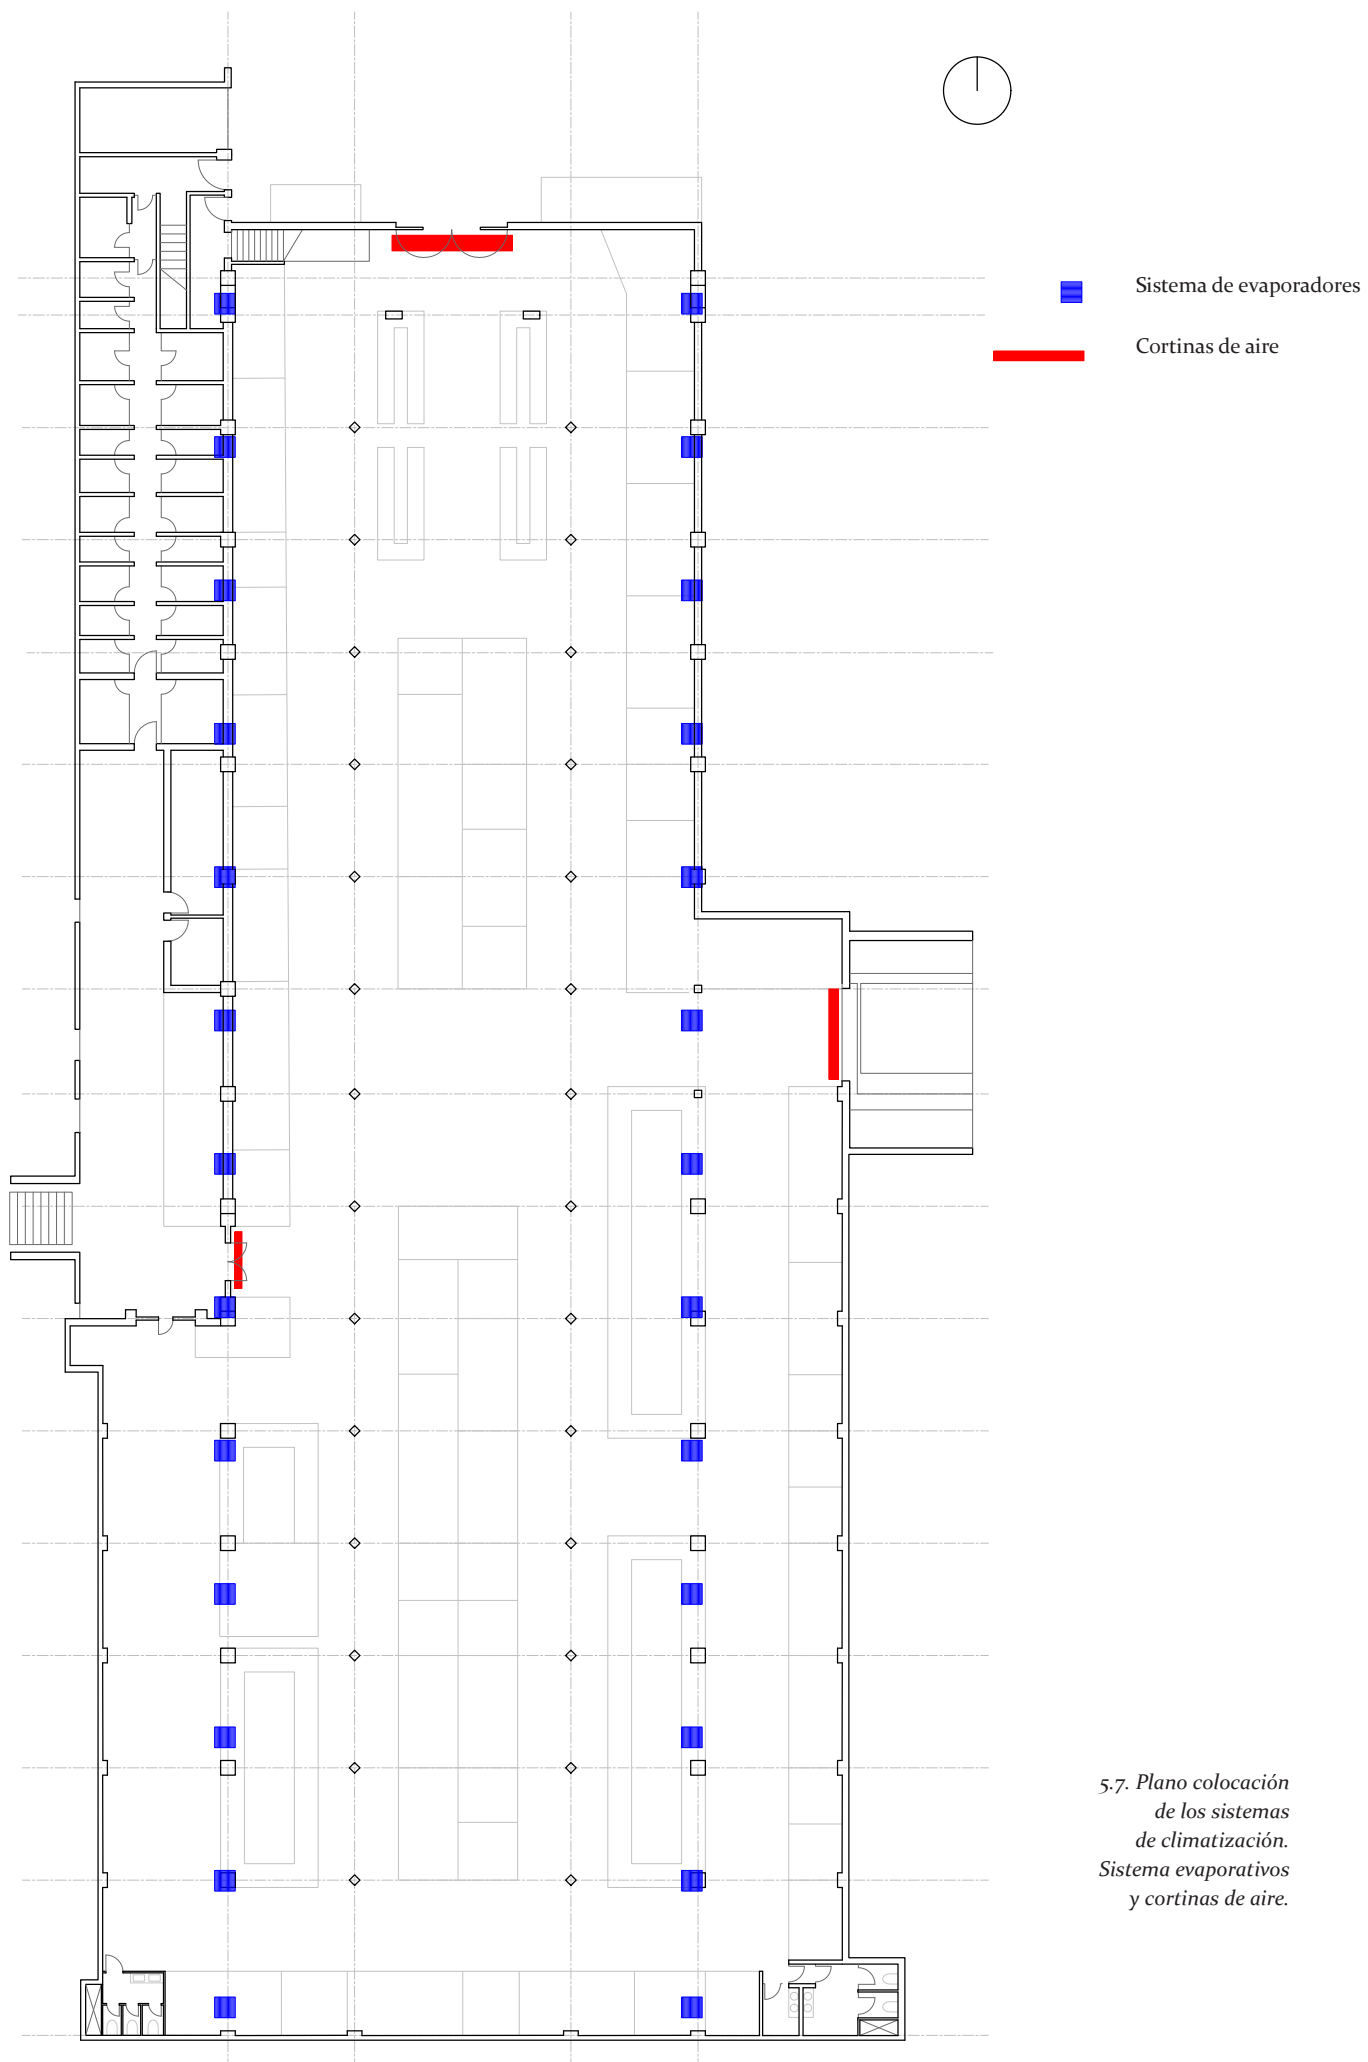 Sistema de evaporadores
Cortinas de aire
5.7. Plano colocación
de los sistemas
de climatización.
Sistema evaporativos
y cortinas de aire.